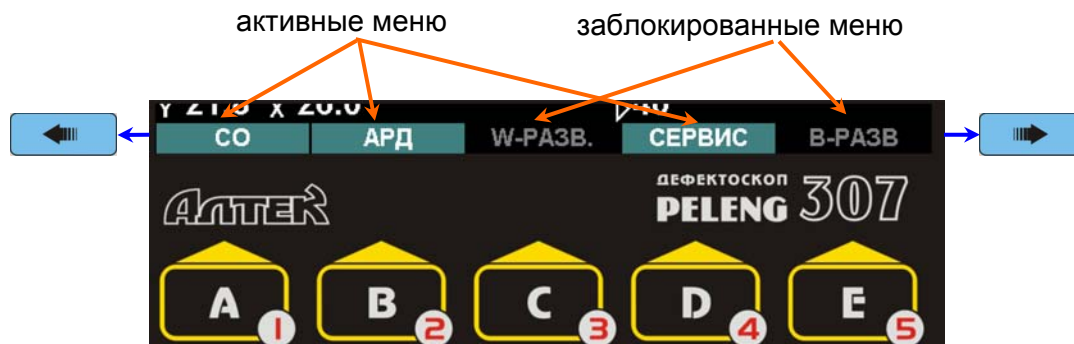 активные меню
заблокированные меню
СО АРД W-РАЗВ. СЕРВИС B-РАЗВ
Алтек
ДЕФЕКТОСКОП
PELENG 307
A B C D E
1 2 3 4 5